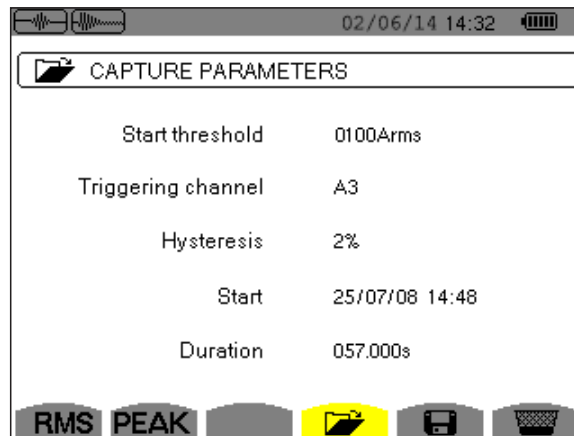 02/06/14 14:32
CAPTURE PARAMETERS
Start threshold 0100Arms
Triggering channel A3
Hysteresis 2%
Start 25/07/08 14:48
Duration 057.000s
RMS PEAK